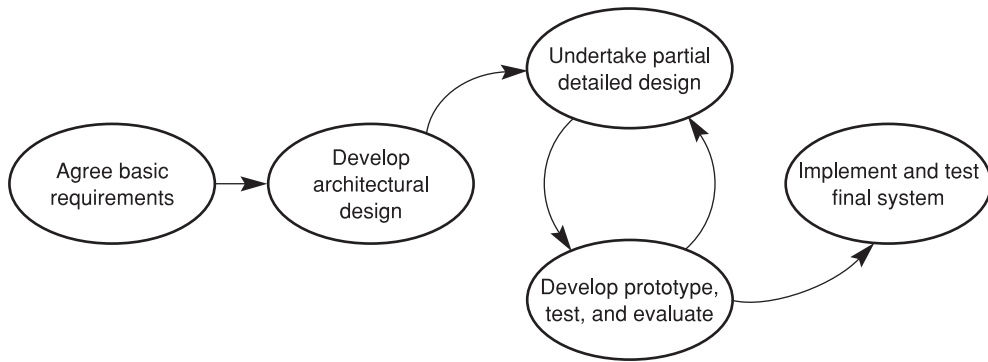 Agree basic
requirements
Develop
architectural
design
Undertake partial
detailed design
Develop prototype,
test, and evaluate
Implement and test
final system